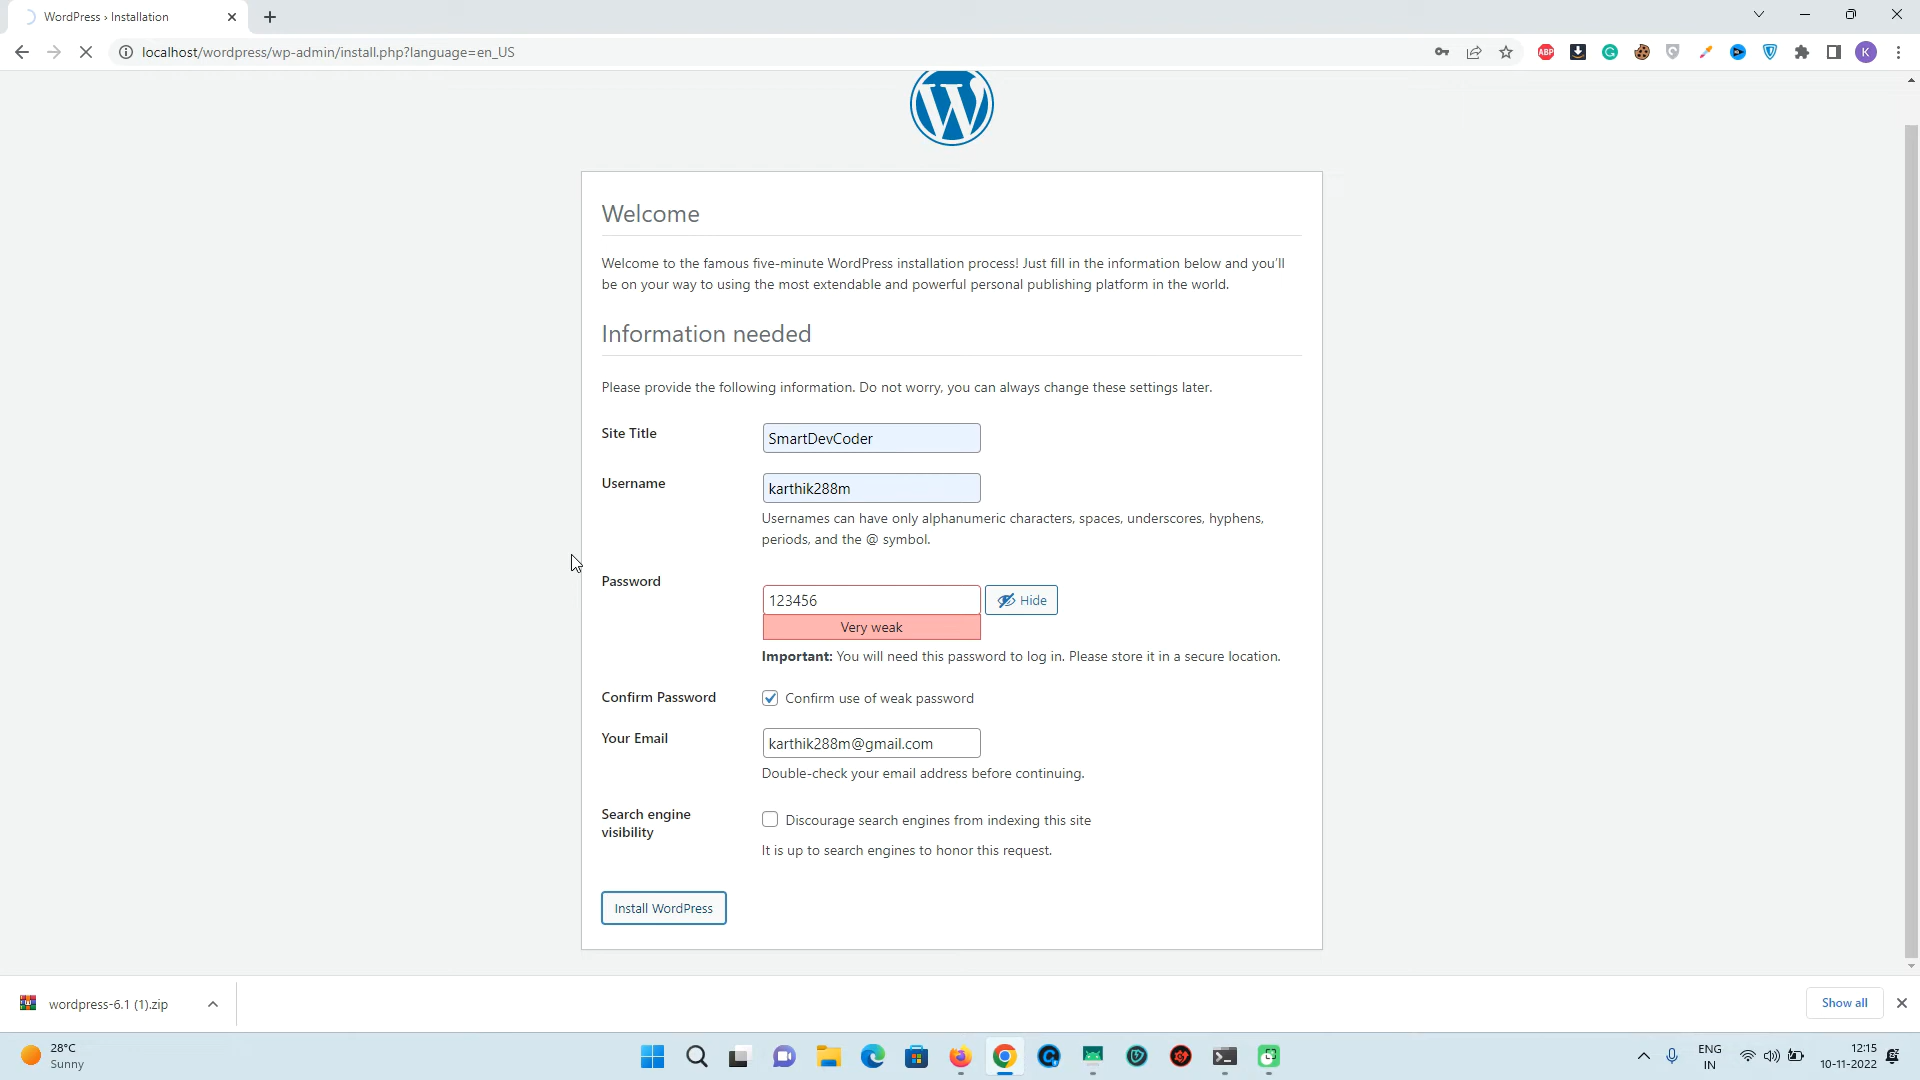 WordPress › Installation
localhost/wordpress/wp-admin/install.php?language=en_US
ABP
K
Welcome
Welcome to the famous five-minute WordPress installation process! Just fill in the information below and you'll
be on your way to using the most extendable and powerful personal publishing platform in the world.
Information needed
Please provide the following information. Do not worry, you can always change these settings later.
Site Title
SmartDevCoder
Username
karthik288m
Usernames can have only alphanumeric characters, spaces, underscores, hyphens,
periods, and the @ symbol.
Password
123456
Hide
Very weak
Important: You will need this password to log in. Please store it in a secure location.
Confirm Password
Confirm use of weak password
Your Email
karthik288m@gmail.com
Double-check your email address before continuing.
Search engine
visibility
Discourage search engines from indexing this site
It is up to search engines to honor this request.
Install WordPress
wordpress-6.1 (1).zip
Show all
28°C
Sunny
ENG
IN
12:15
10-11-2022